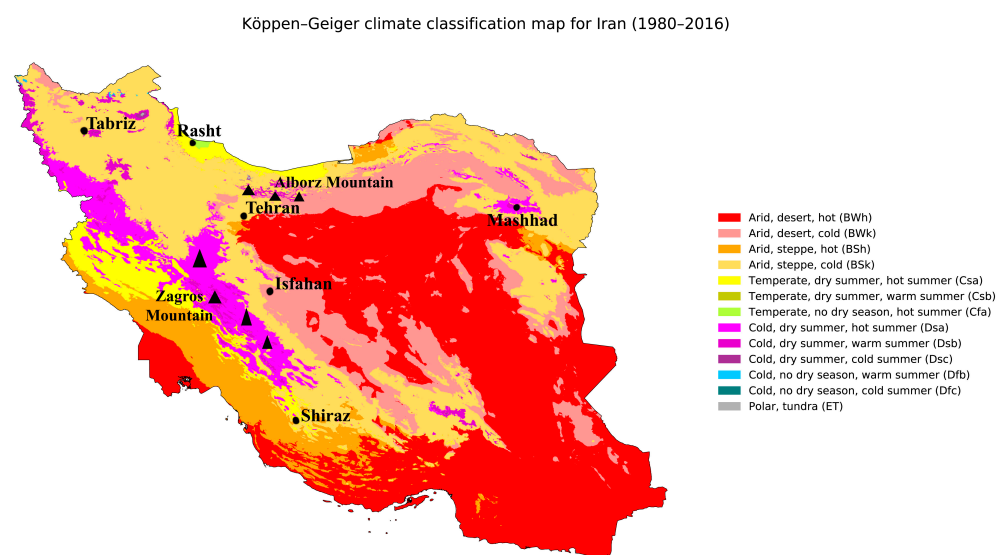 Köppen–Geiger climate classification map for Iran (1980–2016)
Tabriz
Rasht
Alborz Mountain
Tehran
Mashhad
Isfahan
Zagros
Mountain
Shiraz
Arid, desert, hot (BWh)
Arid, desert, cold (BWk)
Arid, steppe, hot (BSh)
Arid, steppe, cold (BSk)
Temperate, dry summer, hot summer (Csa)
Temperate, dry summer, warm summer (Csb)
Temperate, no dry season, hot summer (Cfa)
Cold, dry summer, hot summer (Dsa)
Cold, dry summer, warm summer (Dsb)
Cold, dry summer, cold summer (Dsc)
Cold, no dry season, warm summer (Dfb)
Cold, no dry season, cold summer (Dfc)
Polar, tundra (ET)